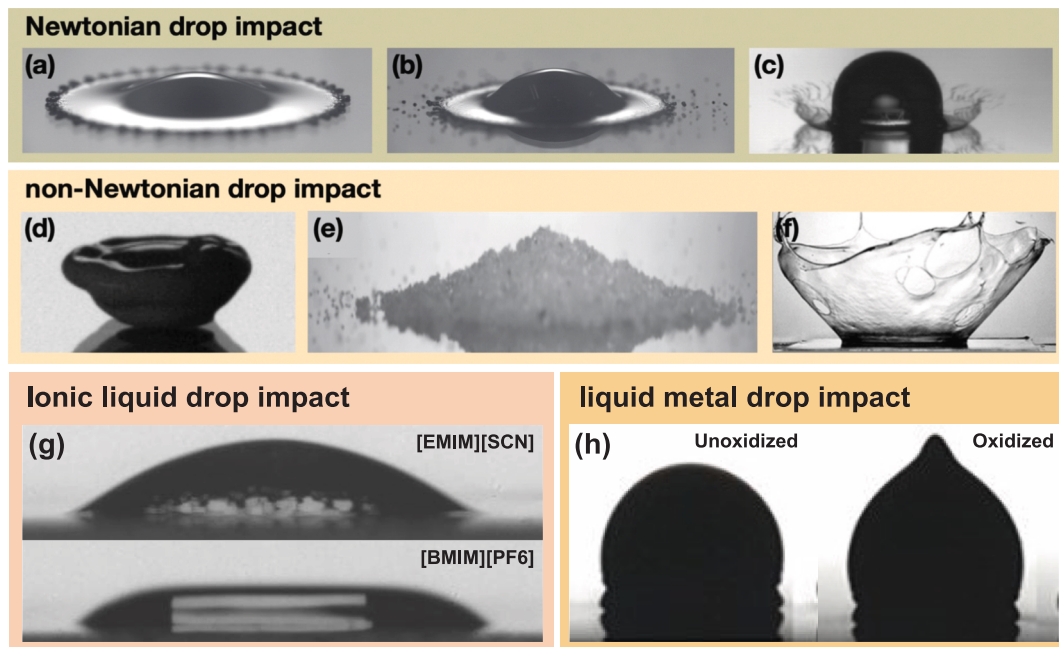 Newtonian drop impact
(a)
(b)
(c)
non-Newtonian drop impact
(d)
(e)
(f)
Ionic liquid drop impact
(g)
[EMIM][SCN]
[BMIM][PF6]
liquid metal drop impact
(h)
Unoxidized
Oxidized